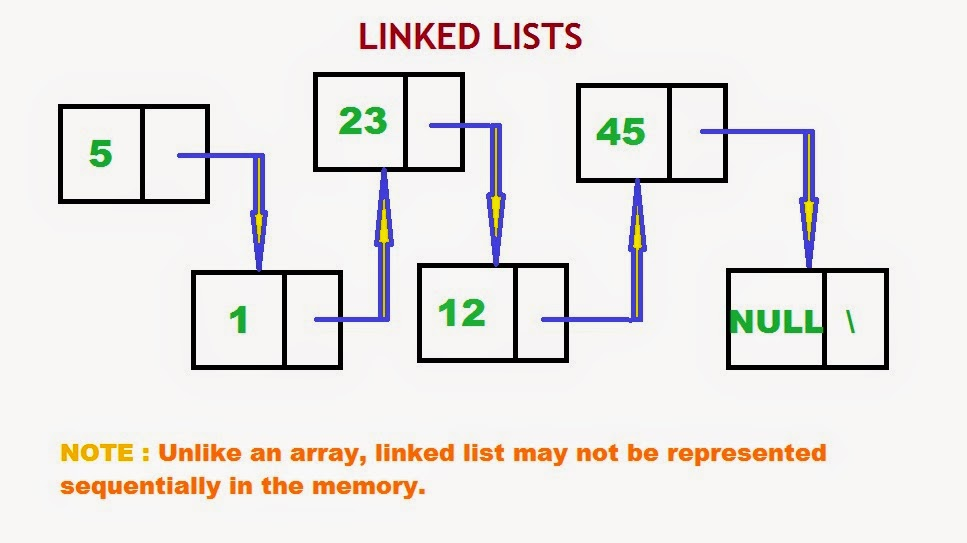 LINKED LISTS
5
23
45
1
12
NULL \
NOTE : Unlike an array, linked list may not be represented
sequentially in the memory.